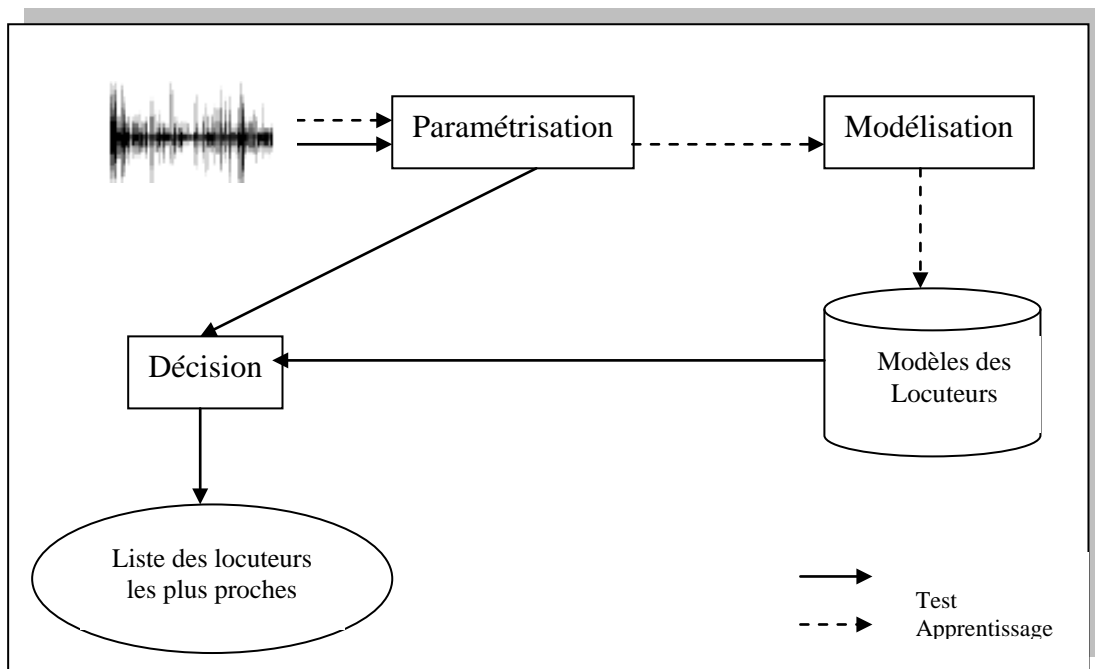 Paramétrisation
Modélisation
Décision
Modèles des
Locuteurs
Liste des locuteurs
les plus proches
Test
Apprentissage